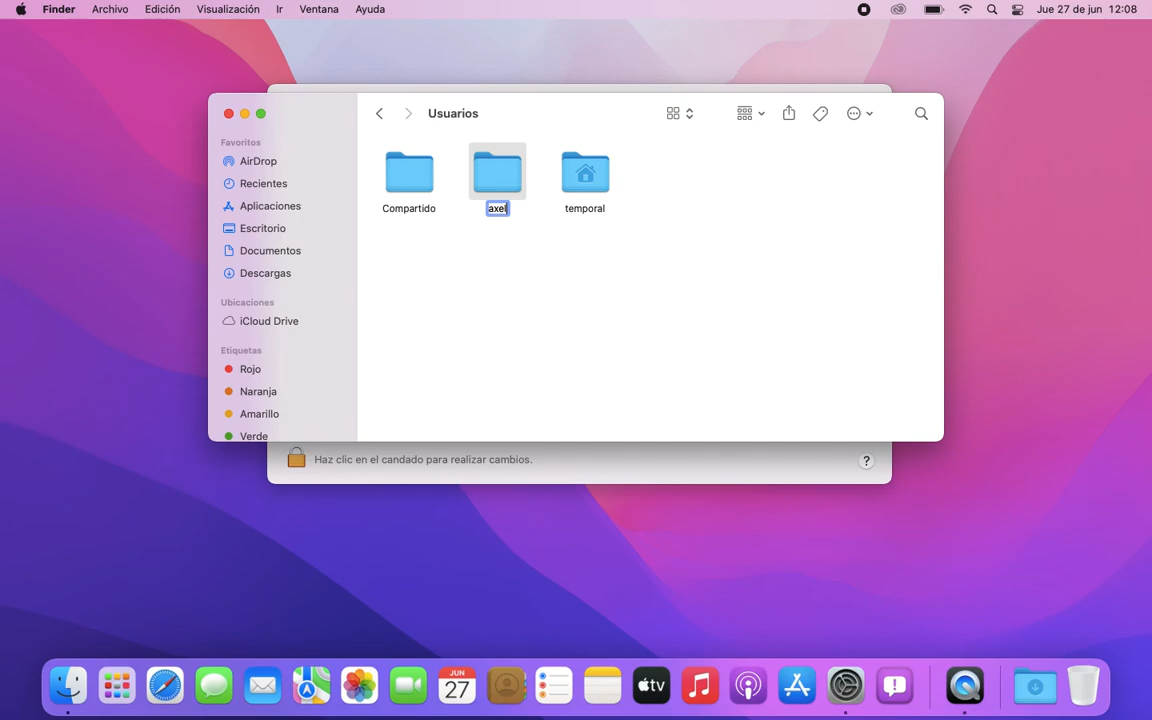 Finder Archivo Edición Visualización Ir Ventana Ayuda Jue 27 de jun 12:08
Usuarios
Favoritos
AirDrop
Recientes
Aplicaciones
Escritorio
Documentos
Descargas
Ubicaciones
iCloud Drive
Etiquetas
Rojo
Naranja
Amarillo
Verde
Compartido axel temporal
Haz clic en el candado para realizar cambios. ?
JUN
27
tv